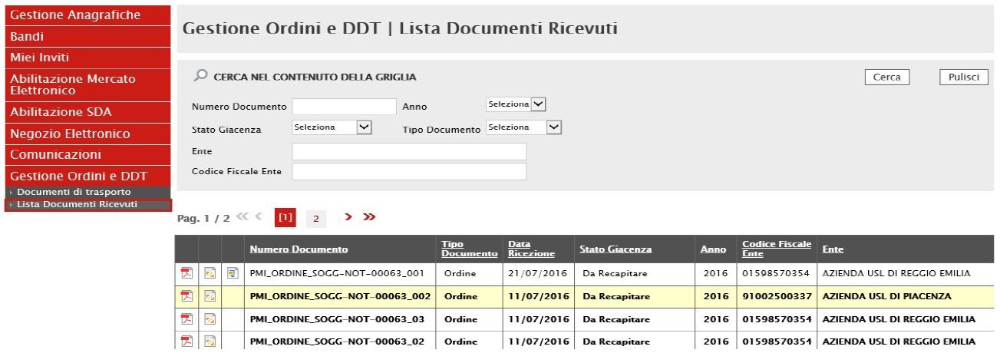 Gestione Anagrafiche
Bandi
Miei Inviti
Abilitazione Mercato
Elettronico
Abilitazione SDA
Negozio Elettronico
Comunicazioni
Gestione Ordini e DDT
Documenti di trasporto
Lista Documenti Ricevuti
Gestione Ordini e DDT | Lista Documenti Ricevuti
CERCA NEL CONTENUTO DELLA GRIGLIA Cerca Pulisci
Numero Documento Anno Seleziona
Stato Giacenza Seleziona Tipo Documento Seleziona
Ente
Codice Fiscale Ente
Pag. 1 / 2 << < [1] 2 > >>
Numero Documento Tipo Documento Data Ricezione Stato Giacenza Anno Codice Fiscale Ente Ente
PMI_ORDINE_SOGG-NOT-00063_001 Ordine 21/07/2016 Da Recapitare 2016 01598570354 AZIENDA USL DI REGGIO EMILIA
PMI_ORDINE_SOGG-NOT-00063_002 Ordine 11/07/2016 Da Recapitare 2016 91002500337 AZIENDA USL DI PIACENZA
PMI_ORDINE_SOGG-NOT-00063_03 Ordine 11/07/2016 Da Recapitare 2016 01598570354 AZIENDA USL DI REGGIO EMILIA
PMI_ORDINE_SOGG-NOT-00063_02 Ordine 11/07/2016 Da Recapitare 2016 01598570354 AZIENDA USL DI REGGIO EMILIA